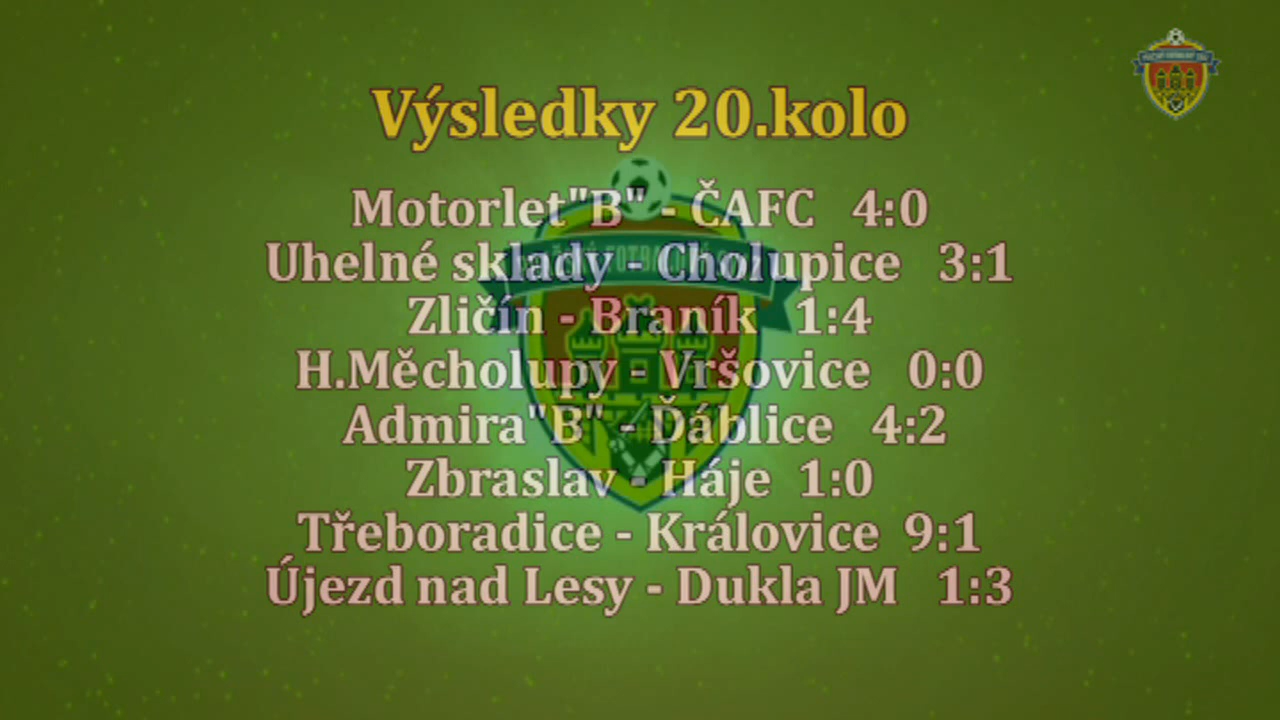 Výsledky 20.kolo
Motorlet"B" - ČAFC 4:0
Uhelné sklady - Cholupice 3:1
Zličín - Braník 1:4
H.Měcholupy - Vršovice 0:0
Admira"B" - Ďáblice 4:2
Zbraslav - Háje 1:0
Třeboradice - Královice 9:1
Újezd nad Lesy - Dukla JM 1:3